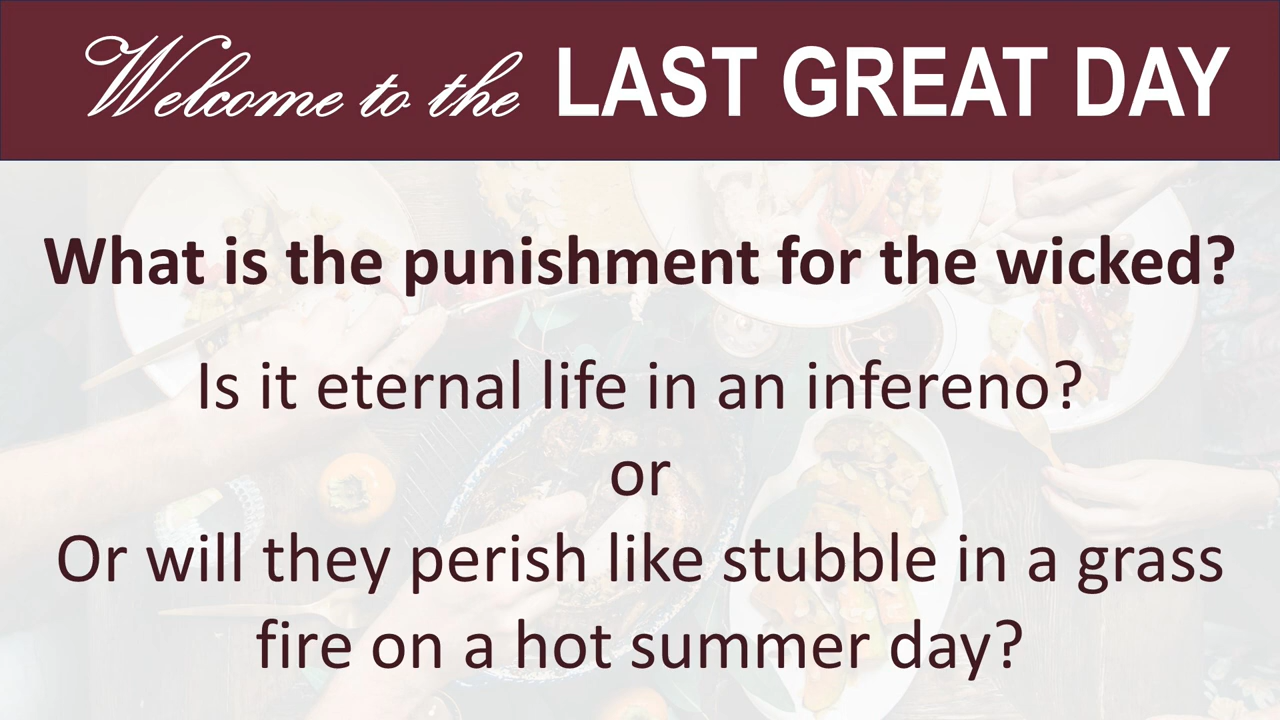 Welcome to the LAST GREAT DAY
What is the punishment for the wicked?
Is it eternal life in an infereno?
or
Or will they perish like stubble in a grass
fire on a hot summer day?